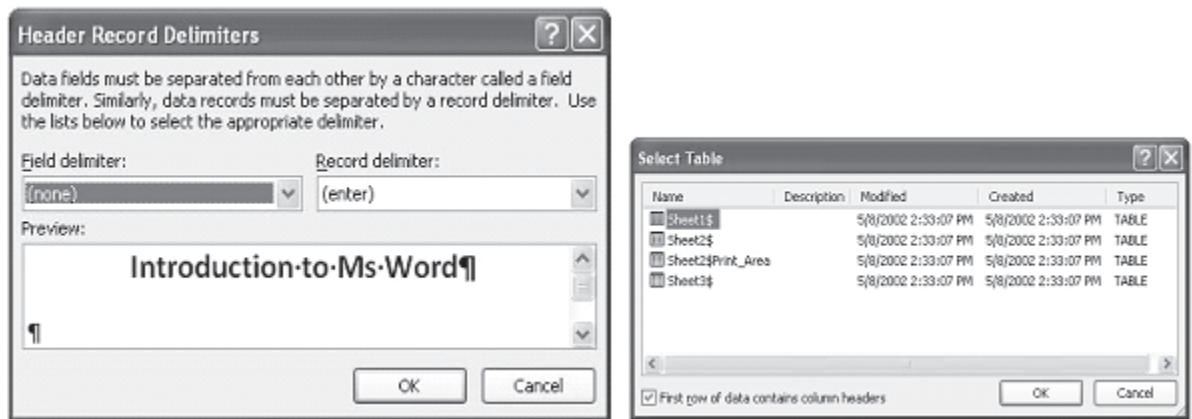 Header Record Delimiters
Data fields must be separated from each other by a character called a field
delimiter. Similarly, data records must be separated by a record delimiter. Use
the lists below to select the appropriate delimiter.
Field delimiter: Record delimiter:
(none) (enter)
Preview:
Introduction·to·Ms·Word¶
¶
OK Cancel
Select Table
Name Description Modified Created Type
Sheet1$ 5/8/2002 2:33:07 PM 5/8/2002 2:33:07 PM TABLE
Sheet2$ 5/8/2002 2:33:07 PM 5/8/2002 2:33:07 PM TABLE
Sheet2$Print_Area 5/8/2002 2:33:07 PM 5/8/2002 2:33:07 PM TABLE
Sheet3$ 5/8/2002 2:33:07 PM 5/8/2002 2:33:07 PM TABLE
First row of data contains column headers
OK Cancel